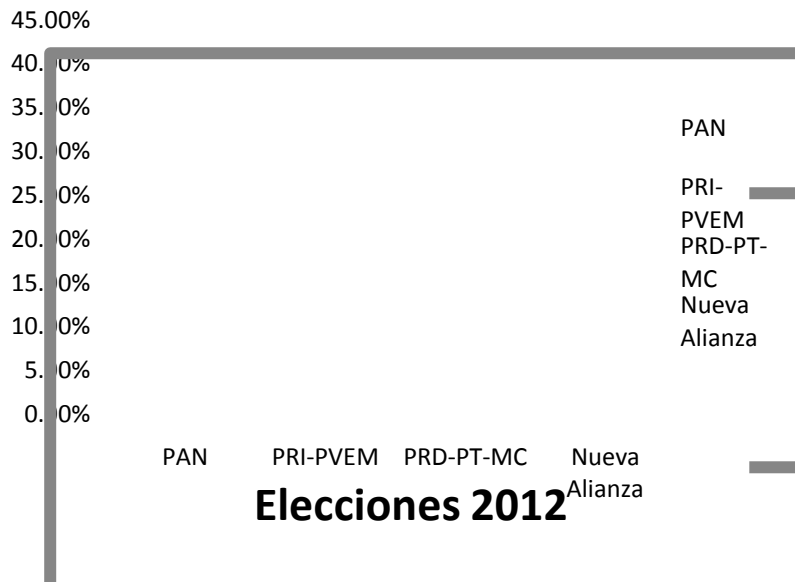 45.00%
40.00%
35.00%
30.00%
25.00%
20.00%
15.00%
10.00%
5.00%
0.00%
PAN
PRI-
PVEM
PRD-PT-
MC
Nueva
Alianza
PAN PRI-PVEM PRD-PT-MC Nueva
Alianza
Elecciones 2012